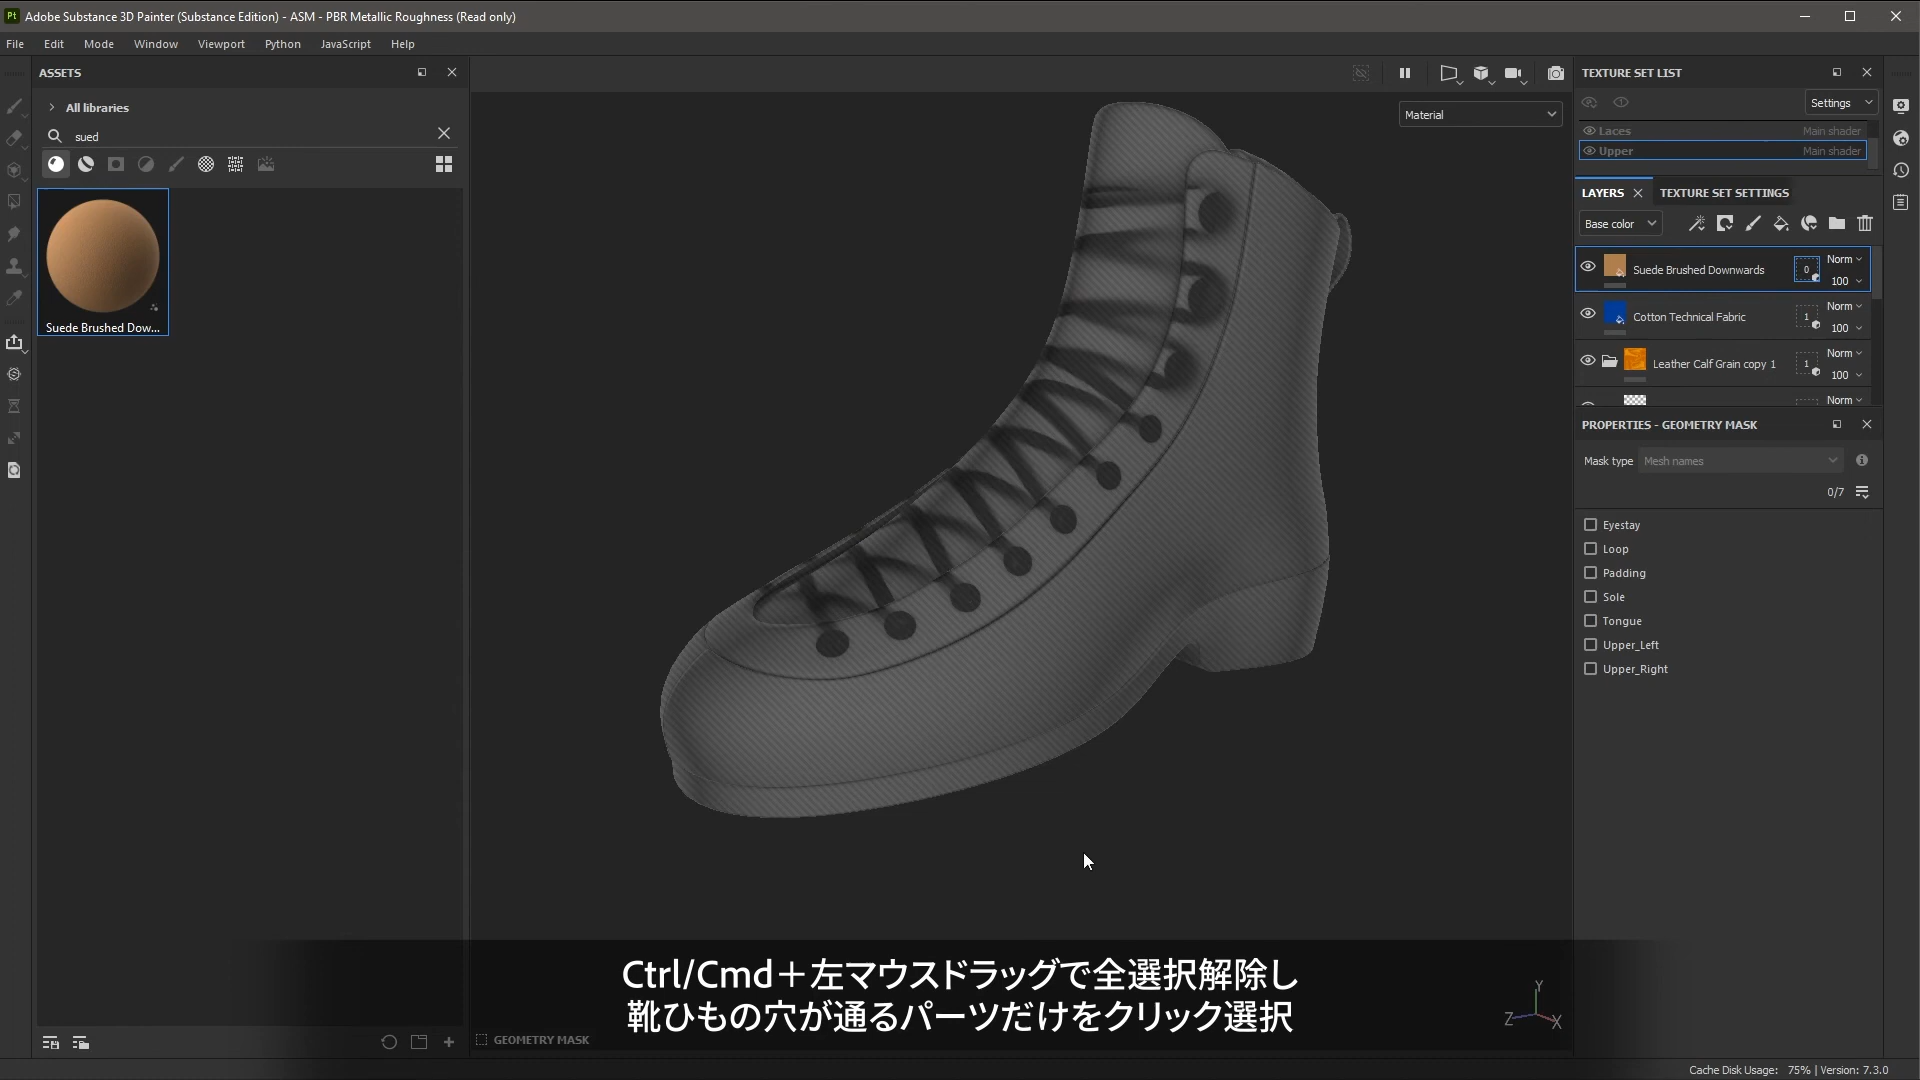 Pt Adobe Substance 3D Painter (Substance Edition) - ASM - PBR Metallic Roughness (Read only)
File Edit Mode Window Viewport Python JavaScript Help
ASSETS
All libraries
sued
Suede Brushed Dow...
Material
TEXTURE SET LIST
Settings
Laces Main shader
Upper Main shader
LAYERS TEXTURE SET SETTINGS
Base color
Suede Brushed Downwards 0 Norm 100
Cotton Technical Fabric 1 Norm 100
Leather Calf Grain copy 1 1 Norm 100
Norm
PROPERTIES - GEOMETRY MASK
Mask type Mesh names
0/7
Eyestay
Loop
Padding
Sole
Tongue
Upper_Left
Upper_Right
Ctrl/Cmd＋左マウスドラッグで全選択解除し
靴ひもの穴が通るパーツだけをクリック選択
Y
Z X
GEOMETRY MASK
Cache Disk Usage: 75% | Version: 7.3.0